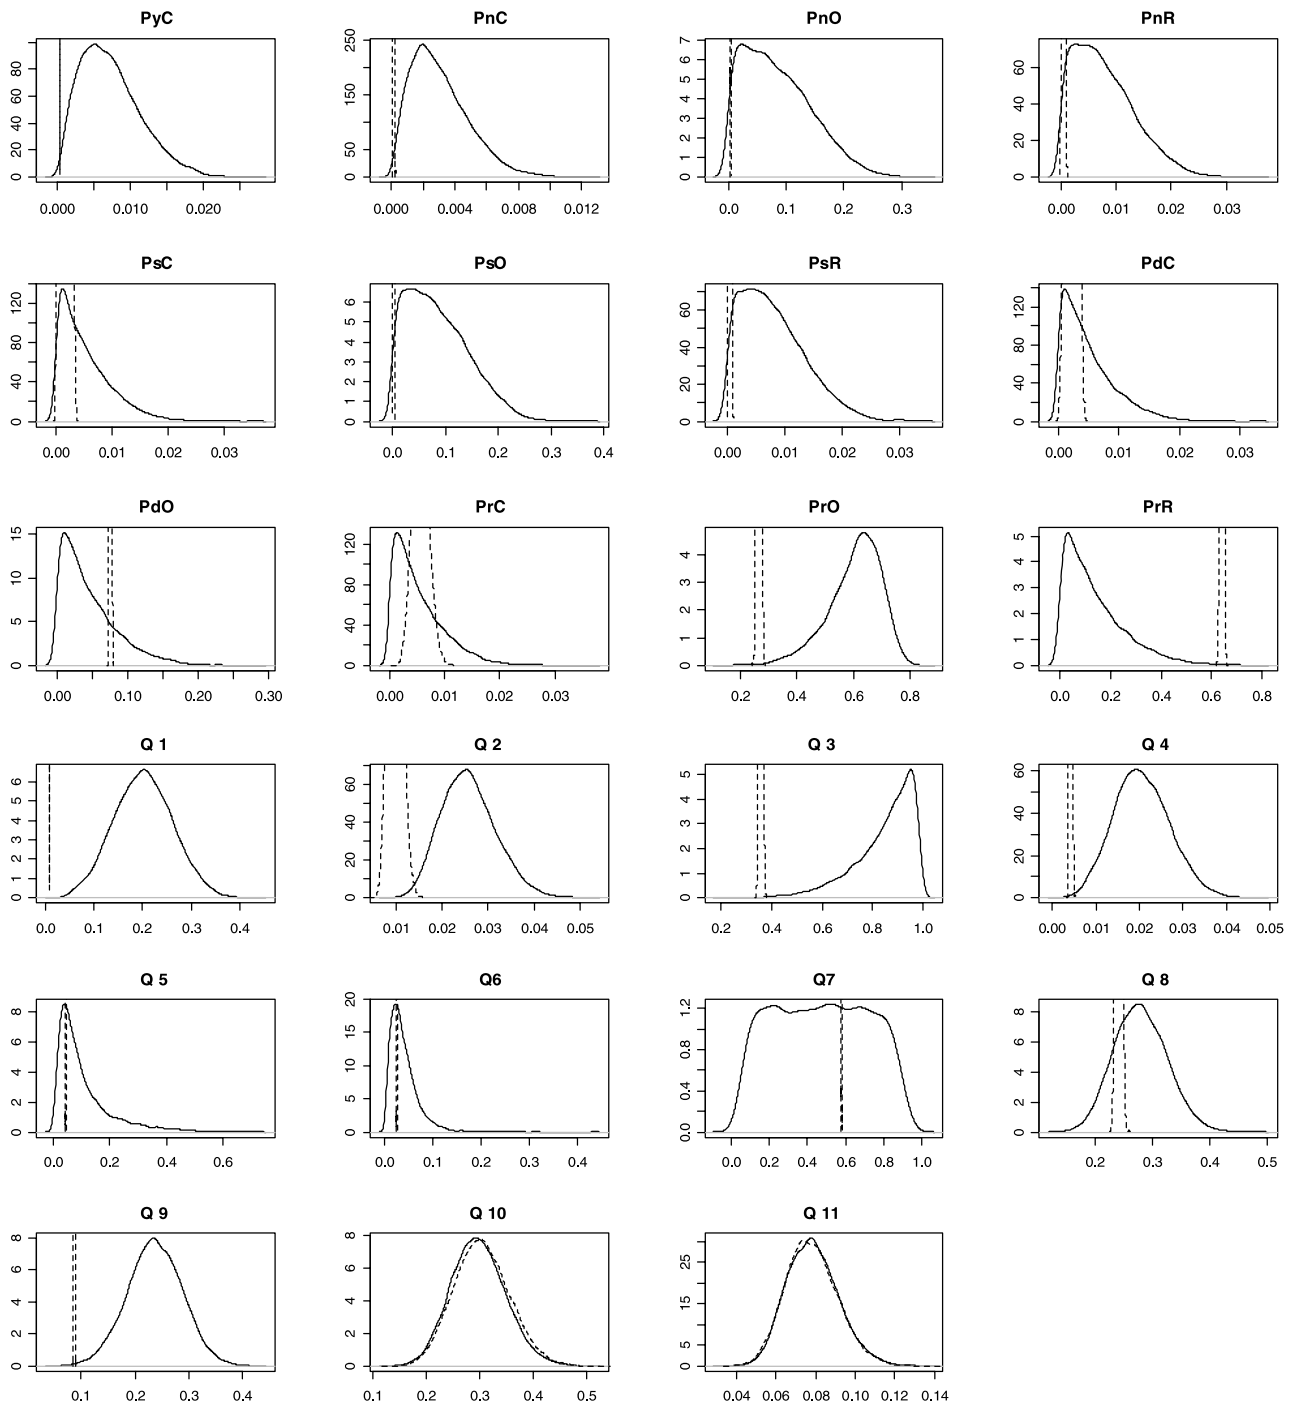 PyC PnC PnO PnR
0 20 40 60 80
0.000 0.010 0.020
0 50 150 250
0.000 0.004 0.008 0.012
0 1 2 3 4 5 6 7
0.0 0.1 0.2 0.3
0 20 40 60
0.00 0.01 0.02 0.03
PsC PsO PsR PdC
0 40 80 120
0.00 0.01 0.02 0.03
0 1 2 3 4 5 6
0.0 0.1 0.2 0.3 0.4
0 20 40 60
0.00 0.01 0.02 0.03
0 40 80 120
0.00 0.01 0.02 0.03
PdO PrC PrO PrR
0 5 10 15
0.00 0.10 0.20 0.30
0 40 80 120
0.00 0.01 0.02 0.03
0 1 2 3 4
0.2 0.4 0.6 0.8
0 1 2 3 4 5
0.0 0.2 0.4 0.6 0.8
Q 1 Q 2 Q 3 Q 4
0 1 2 3 4 5 6
0.0 0.1 0.2 0.3 0.4
0 20 40 60
0.01 0.02 0.03 0.04 0.05
0 1 2 3 4 5
0.2 0.4 0.6 0.8 1.0
0 20 40 60
0.00 0.01 0.02 0.03 0.04 0.05
Q 5 Q6 Q7 Q 8
0 2 4 6 8
0.0 0.2 0.4 0.6
0 5 10 15 20
0.0 0.1 0.2 0.3 0.4
0.0 0.4 0.8 1.2
0.0 0.2 0.4 0.6 0.8 1.0
0 2 4 6 8
0.2 0.3 0.4 0.5
Q 9 Q 10 Q 11
0 2 4 6 8
0.1 0.2 0.3 0.4
0 2 4 6 8
0.1 0.2 0.3 0.4 0.5
0 5 15 25
0.04 0.06 0.08 0.10 0.12 0.14